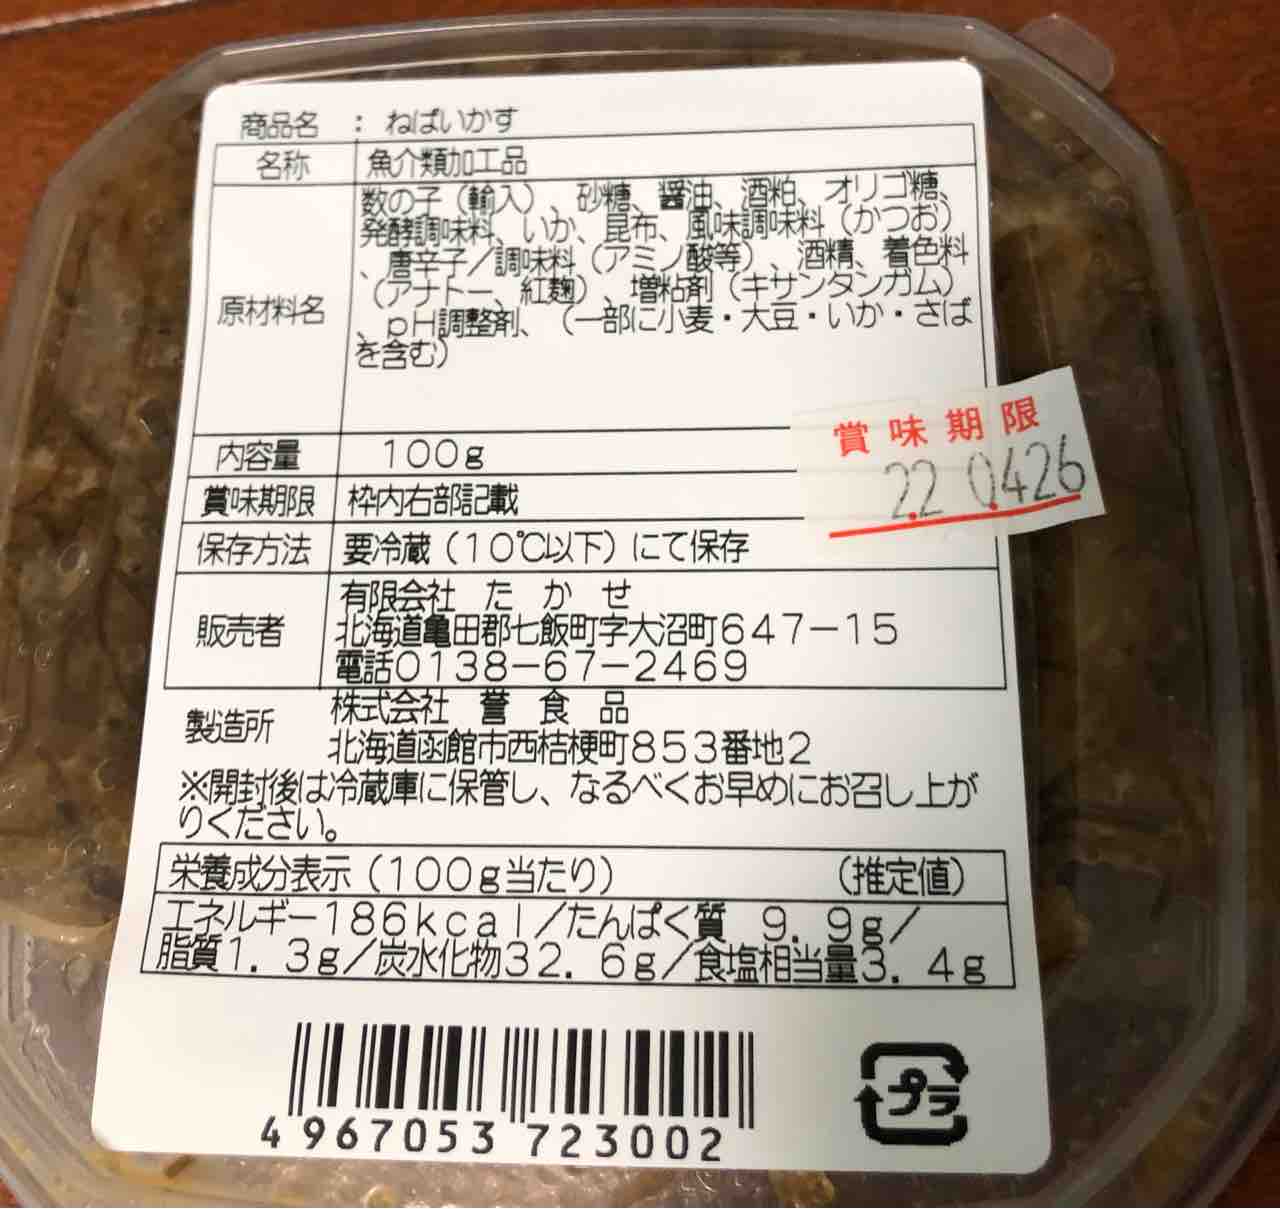 商品名 : ねばいかす
名称 魚介類加工品
原材料名 数の子（輸入）、砂糖、醤油、酒粕、オリゴ糖、
発酵調味料、いか、昆布、風味調味料（かつお）
、唐辛子／調味料（アミノ酸等）、酒精、着色料
（アナトー、紅麹）、増粘剤（キサンタンガム）
、ｐＨ調整剤、（一部に小麦・大豆・いか・さば
を含む）
内容量 １００ｇ
賞味期限 枠内右部記載
賞味期限
22.0426
保存方法 要冷蔵（１０℃以下）にて保存
販売者 有限会社 たかせ
北海道亀田郡七飯町字大沼町６４７－１５
電話０１３８－６７－２４６９
製造所 株式会社 誉食品
北海道函館市西桔梗町８５３番地２
※開封後は冷蔵庫に保管し、なるべくお早めにお召し上が
りください。
栄養成分表示（１００ｇ当たり） （推定値）
エネルギー１８６ｋｃａｌ／たんぱく質 ９．９ｇ／
脂質１．３ｇ／炭水化物３２．６ｇ／食塩相当量３．４ｇ
4 967053 723002
プラ